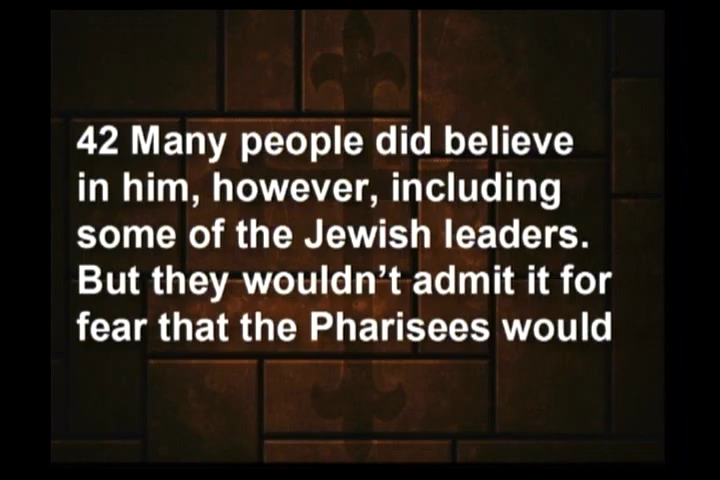 42 Many people did believe
in him, however, including
some of the Jewish leaders.
But they wouldn’t admit it for
fear that the Pharisees would